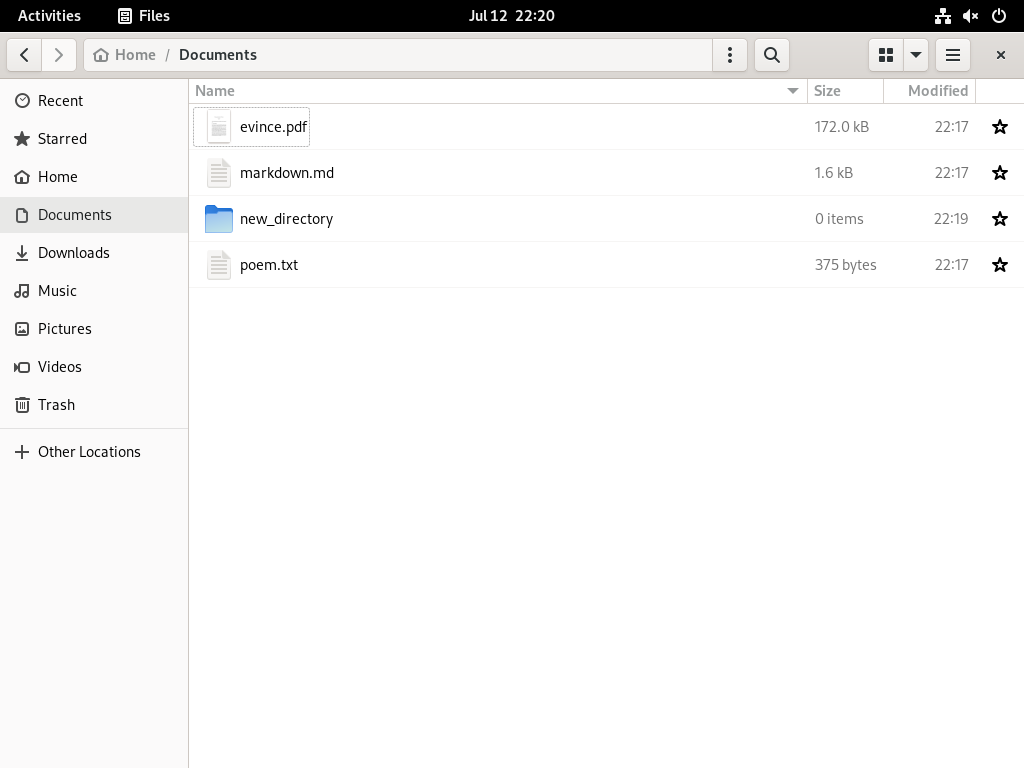 Activities Files Jul 12 22:20
Home / Documents
Name Size Modified
Recent
Starred
Home
Documents
Downloads
Music
Pictures
Videos
Trash
Other Locations
evince.pdf 172.0 kB 22:17
markdown.md 1.6 kB 22:17
new_directory 0 items 22:19
poem.txt 375 bytes 22:17